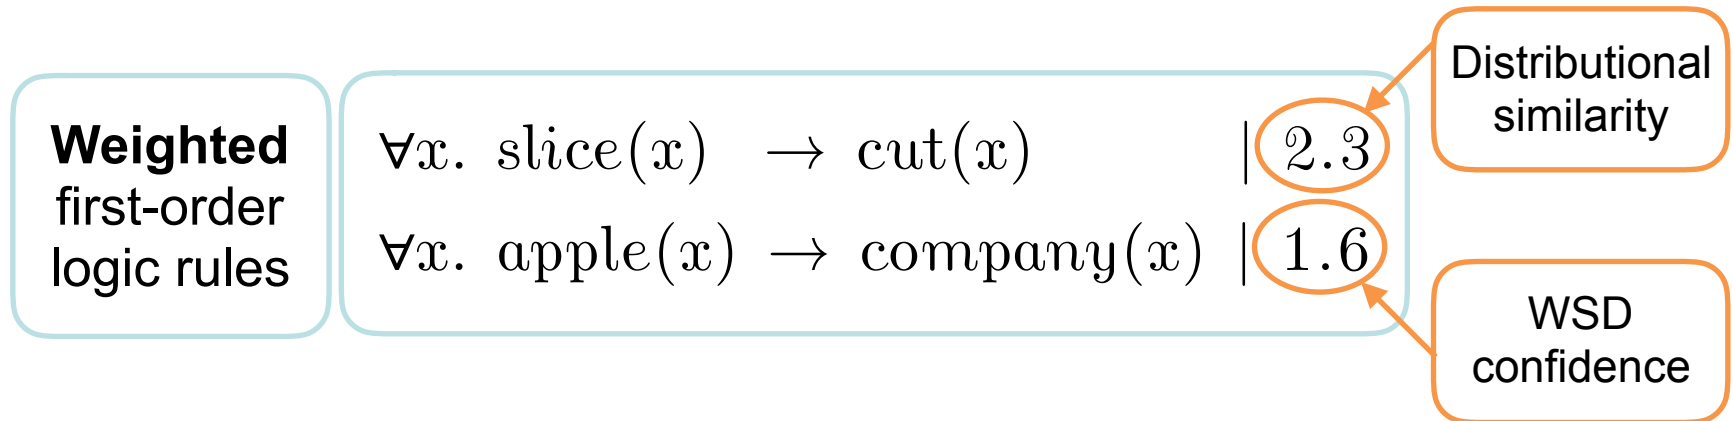 Weighted
first-order
logic rules
∀x. slice(x) → cut(x) | 2.3
∀x. apple(x) → company(x) | 1.6
Distributional
similarity
WSD
confidence